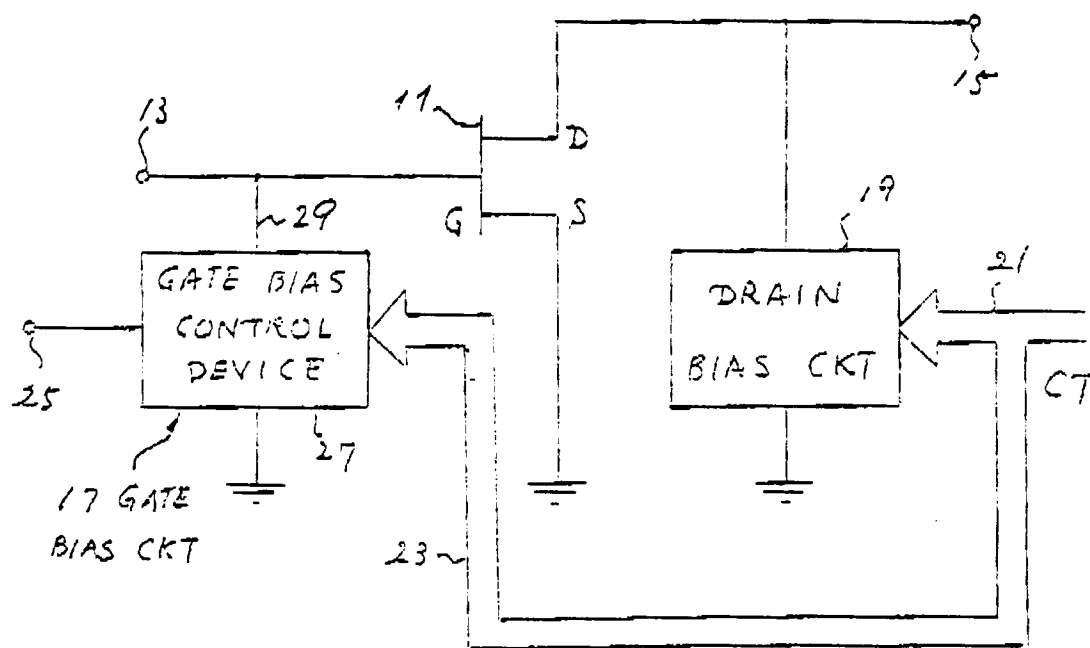 15
11
13
D
G
S
29
19
GATE BIAS
CONTROL
DEVICE
DRAIN
BIAS CKT
21
25
27
CT
17 GATE
BIAS CKT
23